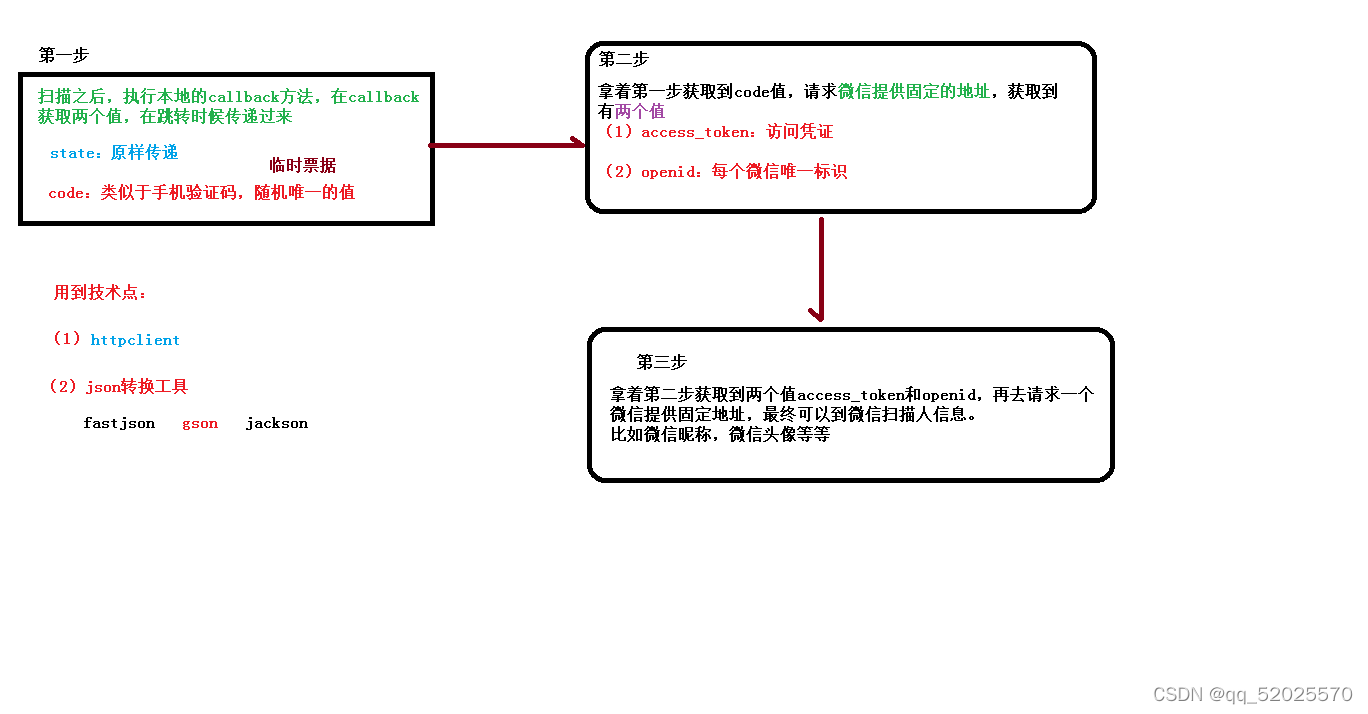 第一步
扫描之后，执行本地的callback方法，在callback
获取两个值，在跳转时候传递过来
state：原样传递
临时票据
code：类似于手机验证码，随机唯一的值
第二步
拿着第一步获取到code值，请求微信提供固定的地址，获取到
有两个值
（1）access_token：访问凭证
（2）openid：每个微信唯一标识
用到技术点：
（1）httpclient
（2）json转换工具
fastjson gson jackson
第三步
拿着第二步获取到两个值access_token和openid，再去请求一个
微信提供固定地址，最终可以到微信扫描人信息。
比如微信昵称，微信头像等等
CSDN @qq_52025570